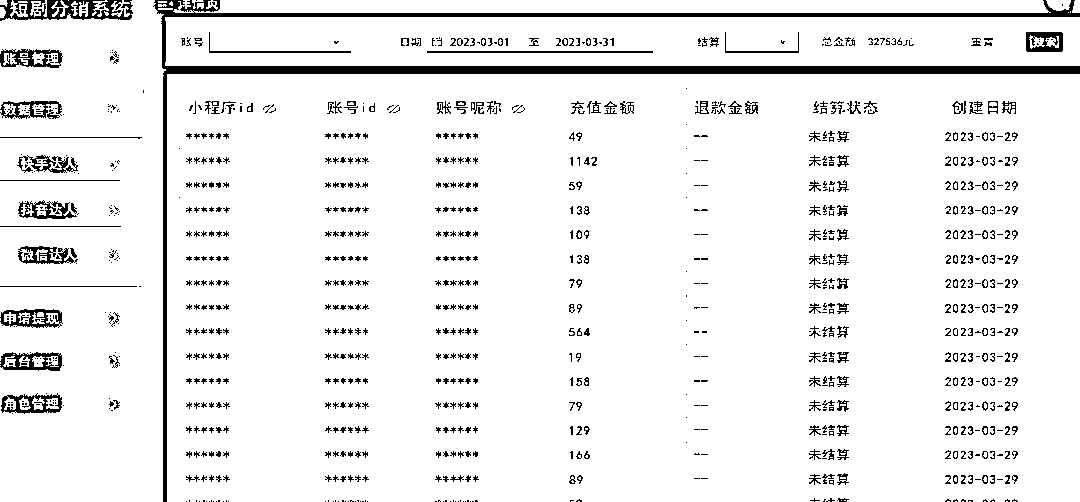 短剧分销系统
详情页
账号 日期 2023-03-01 至 2023-03-31 结算 总金额 327536元 重置 [搜索]
账号管理
数据管理
快手达人
抖音达人
微信达人
申请提现
后台管理
角色管理
小程序id 账号id 账号昵称 充值金额 退款金额 结算状态 创建日期
****** ****** ****** 49 -- 未结算 2023-03-29
****** ****** ****** 1142 -- 未结算 2023-03-29
****** ****** ****** 59 -- 未结算 2023-03-29
****** ****** ****** 138 -- 未结算 2023-03-29
****** ****** ****** 109 -- 未结算 2023-03-29
****** ****** ****** 138 -- 未结算 2023-03-29
****** ****** ****** 79 -- 未结算 2023-03-29
****** ****** ****** 89 -- 未结算 2023-03-29
****** ****** ****** 564 -- 未结算 2023-03-29
****** ****** ****** 19 -- 未结算 2023-03-29
****** ****** ****** 158 -- 未结算 2023-03-29
****** ****** ****** 79 -- 未结算 2023-03-29
****** ****** ****** 129 -- 未结算 2023-03-29
****** ****** ****** 166 -- 未结算 2023-03-29
****** ****** ****** 89 -- 未结算 2023-03-29